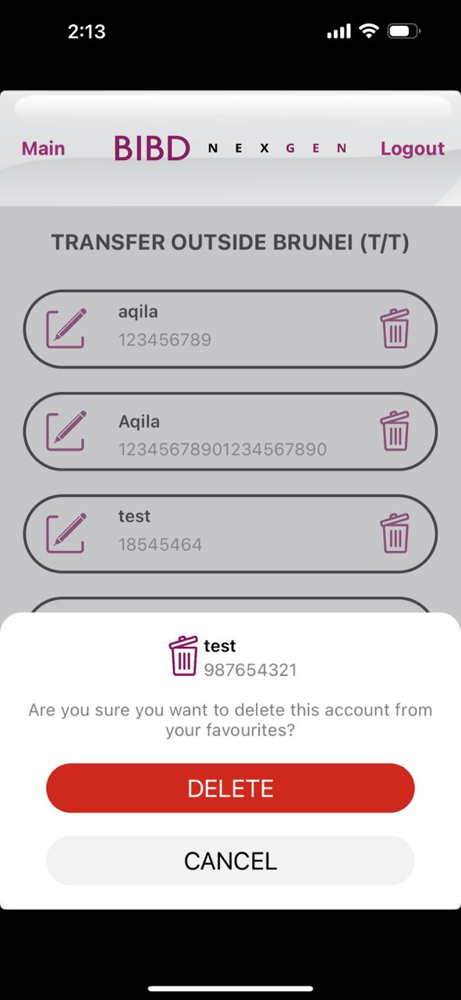 2:13
Main
BIBD NEXGEN
Logout
TRANSFER OUTSIDE BRUNEI (T/T)
aqila
123456789
Aqila
12345678901234567890
test
18545464
test
987654321
Are you sure you want to delete this account from
your favourites?
DELETE
CANCEL